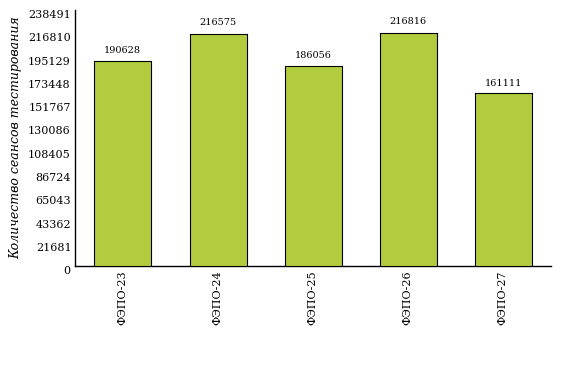 Количество сеансов тестирования
238491
216810
195129
173448
151767
130086
108405
86724
65043
43362
21681
0
190628
216575
186056
216816
161111
ФЭПО-23
ФЭПО-24
ФЭПО-25
ФЭПО-26
ФЭПО-27